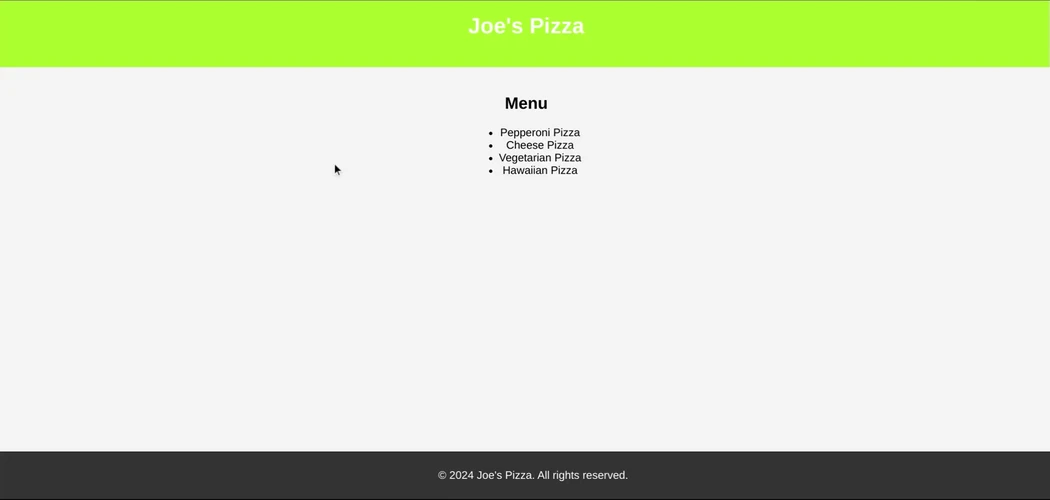 Joe's Pizza
Menu
• Pepperoni Pizza
• Cheese Pizza
• Vegetarian Pizza
• Hawaiian Pizza
© 2024 Joe's Pizza. All rights reserved.